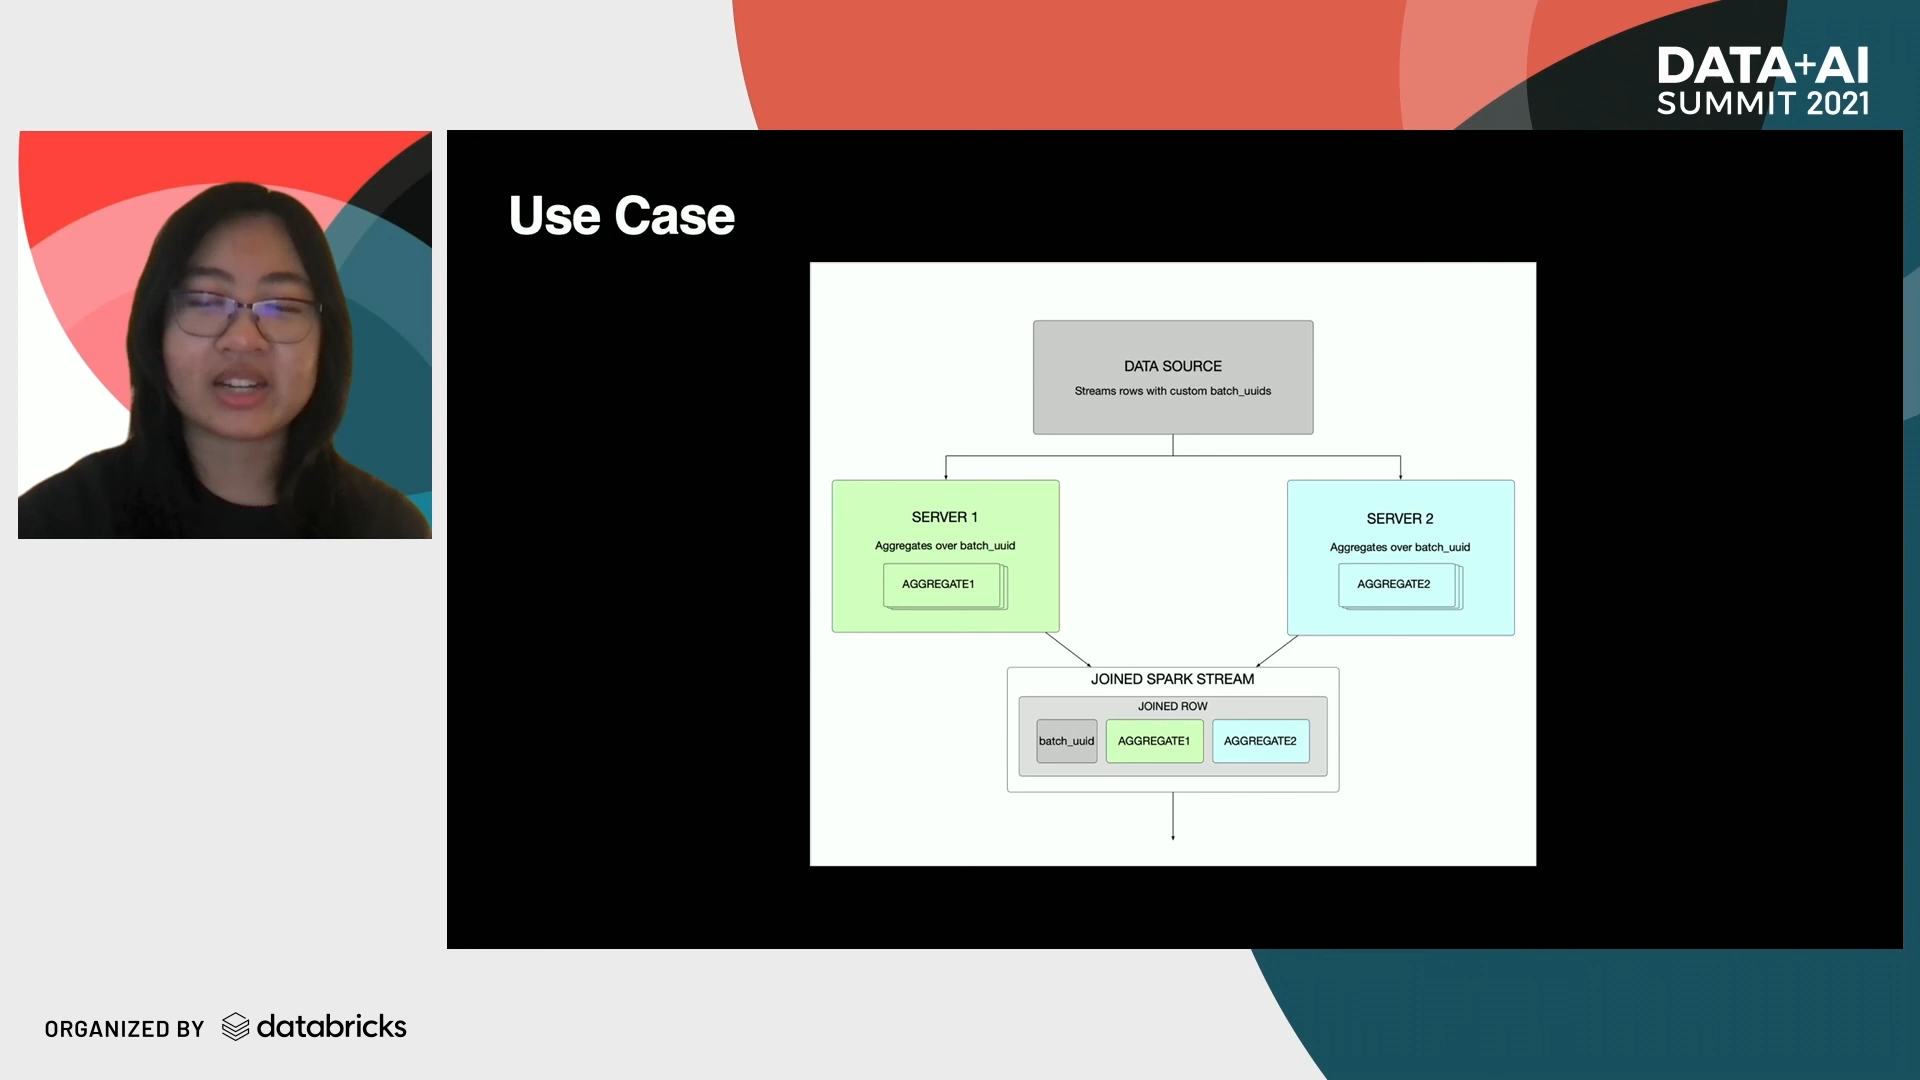 DATA+AI
SUMMIT 2021
Use Case
DATA SOURCE
Streams rows with custom batch_uuids
SERVER 1
Aggregates over batch_uuid
AGGREGATE1
SERVER 2
Aggregates over batch_uuid
AGGREGATE2
JOINED SPARK STREAM
JOINED ROW
batch_uuid AGGREGATE1 AGGREGATE2
ORGANIZED BY databricks